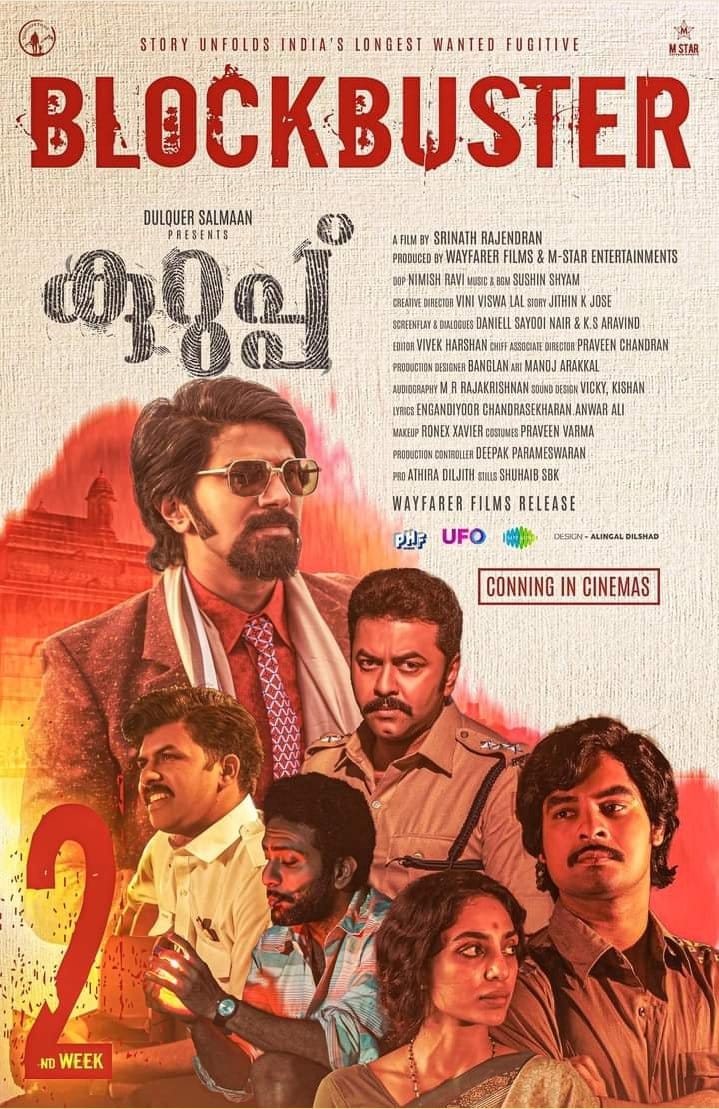 STORY UNFOLDS INDIA'S LONGEST WANTED FUGITIVE
M STAR
BLOCKBUSTER
DULQUER SALMAAN
PRESENTS
കുറുപ്പ്
A FILM BY SRINATH RAJENDRAN
PRODUCED BY WAYFARER FILMS & M-STAR ENTERTAINMENTS
DOP NIMISH RAVI MUSIC & BGM SUSHIN SHYAM
CREATIVE DIRECTOR VINI VISWA LAL STORY JITHIN K JOSE
SCREENFLAY & DIALOGUES DANIELL SAYOOJ NAIR & K.S ARAVIND
EDITOR VIVEK HARSHAN CHIFF ASSOCIATE DIRECTOR PRAVEEN CHANDRAN
PRODUCTION DESIGNER BANGLAN ART MANOJ ARAKKAL
AUDIOGRAPHY M R RAJAKRISHNAN SOUND DESIGN VICKY, KISHAN
LYRICS ENGANDIYOOR CHANDRASEKHARAN, ANWAR ALI
MAKEUP RONEX XAVIER COSTUMES PRAVEEN VARMA
PRODUCTION CONTROLLER DEEPAK PARAMESWARAN
PRO ATHIRA DILJITH STILLS SHUHAIB SBK
WAYFARER FILMS RELEASE
PHF UFO DESIGN - ALINGAL DILSHAD
CONNING IN CINEMAS
2
-ND WEEK